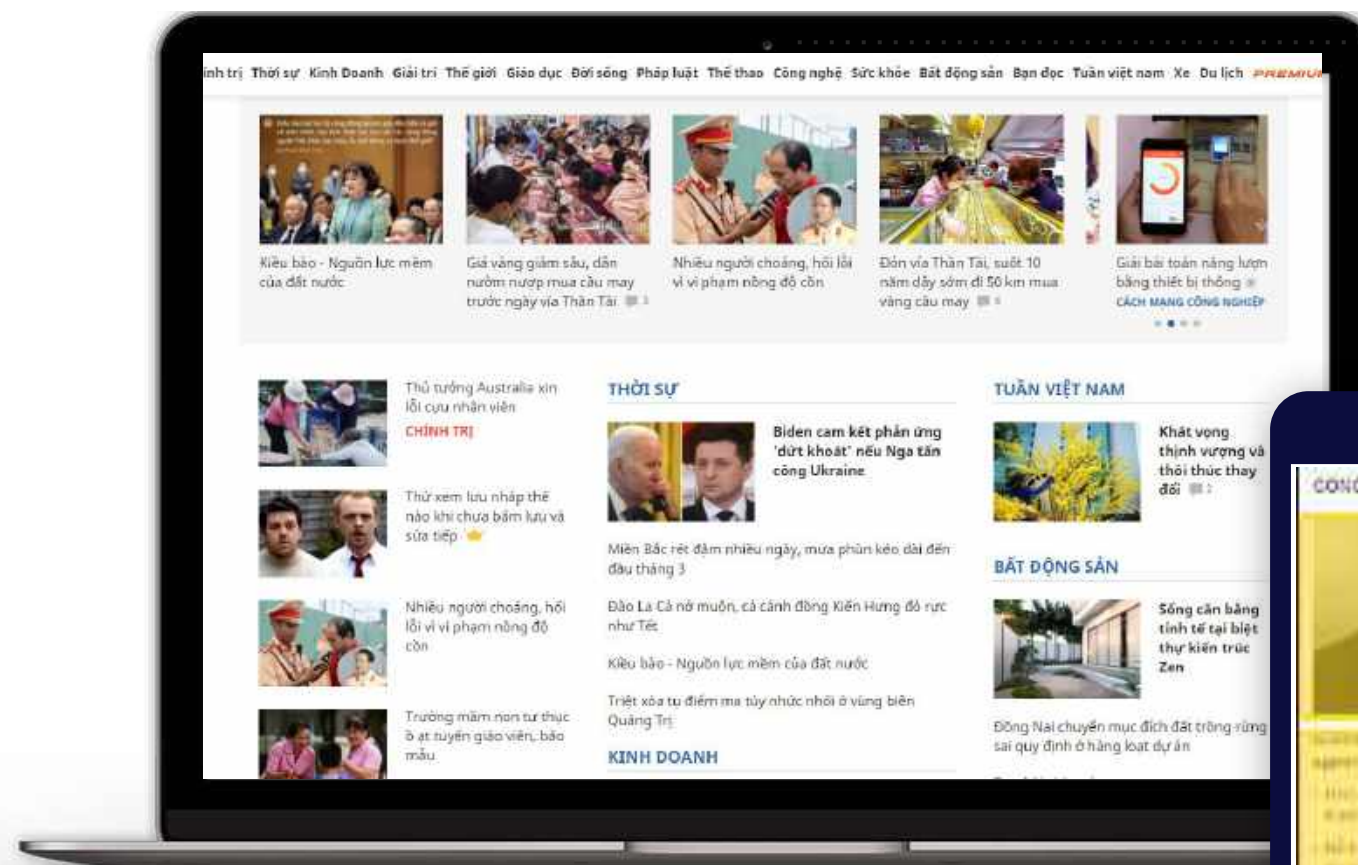 ính trị Thời sự Kinh Doanh Giải trí Thế giới Giáo dục Đời sống Pháp luật Thể thao Công nghệ Sức khỏe Bất động sản Bạn đọc Tuần việt nam Xe Du lịch PREMIUM
Kiều bào - Nguồn lực mềm
của đất nước
Giá vàng giảm sâu, dân
nườm nượp mua cầu may
trước ngày vía Thần Tài
Nhiều người choáng, hối lỗi
vì vi phạm nồng độ cồn
Đón vía Thần Tài, suốt 10
năm dậy sớm đi 50 km mua
vàng cầu may
Giải bài toán năng lượn
bằng thiết bị thông
CÁCH MẠNG CÔNG NGHIỆP
Thủ tướng Australia xin
lỗi cựu nhân viên
CHÍNH TRỊ
Thử xem lưu nháp thế
nào khi chưa bấm lưu và
sửa tiếp
Nhiều người choáng, hối
lỗi vì vi phạm nồng độ
cồn
Trường mầm non tư thục
ồ ạt tuyển giáo viên, bảo
mẫu
THỜI SỰ
Biden cam kết phản ứng
'dứt khoát' nếu Nga tấn
công Ukraine
Miền Bắc rét đậm nhiều ngày, mưa phùn kéo dài đến
đầu tháng 3
Đào La Cả nở muộn, cả cánh đồng Kiến Hưng đỏ rực
như Tết
Kiều bào - Nguồn lực mềm của đất nước
Triệt xóa tụ điểm ma túy nhức nhối ở vùng biên
Quảng Trị
KINH DOANH
TUẦN VIỆT NAM
Khát vọng
thịnh vượng và
thôi thúc thay
đổi 2
BẤT ĐỘNG SẢN
Sống cân bằng
tinh tế tại biệt
thự kiến trúc
Zen
Đồng Nai chuyển mục đích đất trồng rừng
sai quy định ở hàng loạt dự án
CÔNG